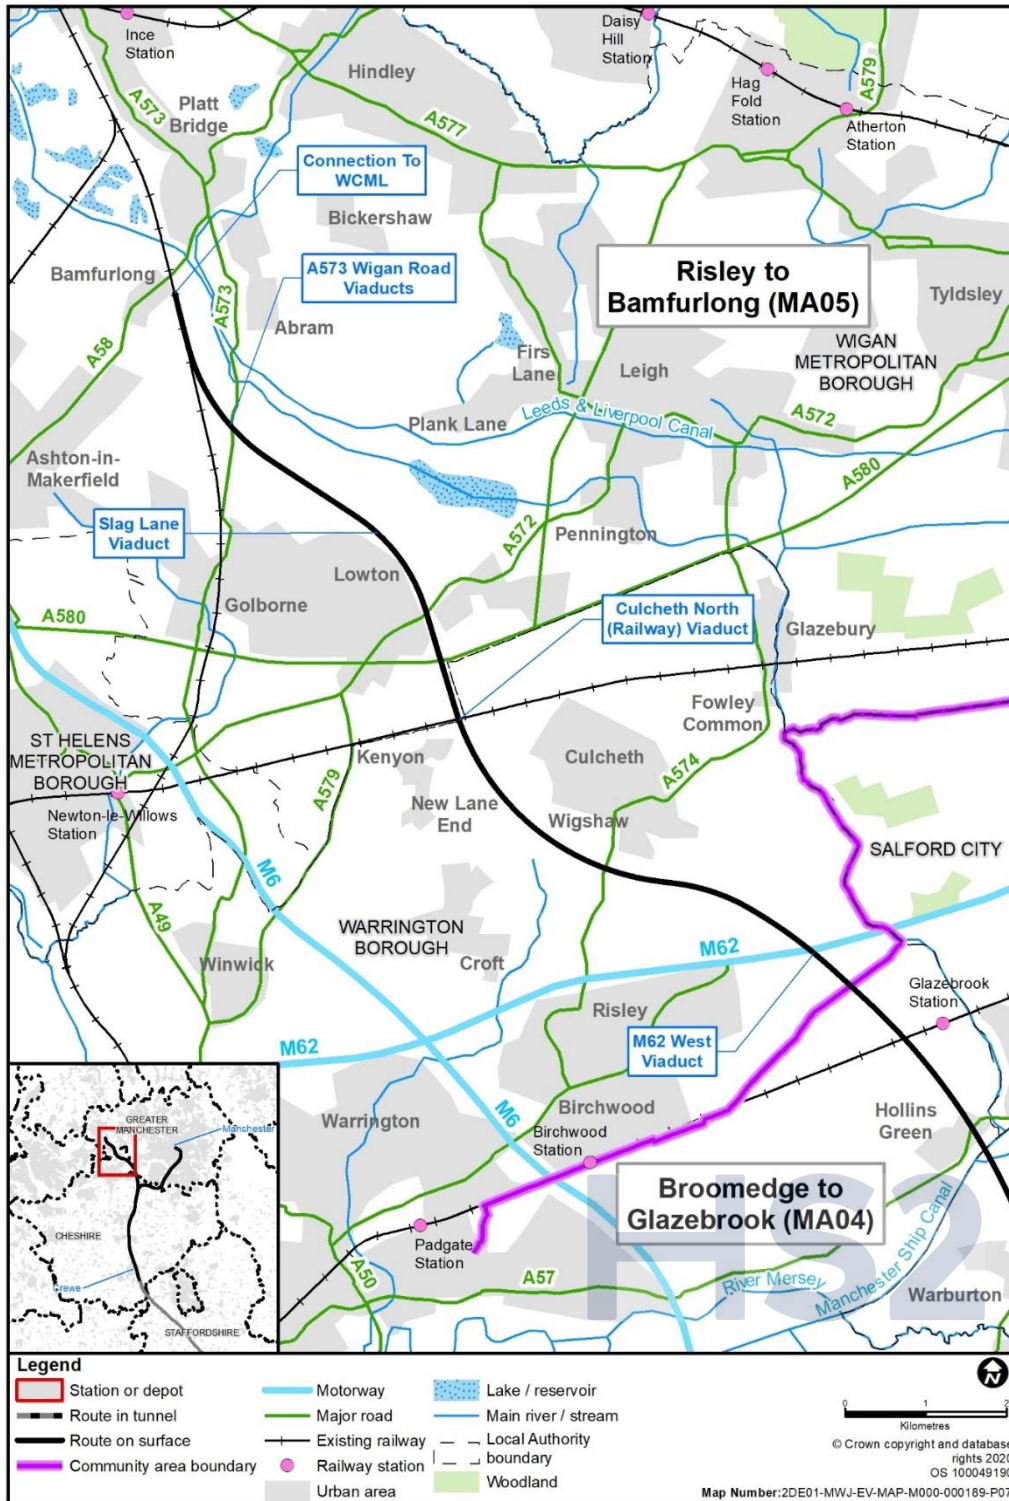 Ince
Station
Daisy
Hill
Station
Hindley
A579
A573
Platt
Bridge
A577
Hag
Fold
Station
Atherton
Station
Connection To
WCML
Bickershaw
Bamfurlong
A573 Wigan Road
Viaducts
A573
Abram
Risley to
Bamfurlong (MA05)
Tyldsley
WIGAN
METROPOLITAN
BOROUGH
A58
Firs
Lane
Leigh
Plank Lane
Leeds & Liverpool Canal
A572
Ashton-in-
Makerfield
A580
Slag Lane
Viaduct
A572
Pennington
Lowton
Golborne
A580
Culcheth North
(Railway) Viaduct
Glazebury
Fowley
Common
ST HELENS
METROPOLITAN
BOROUGH
Kenyon
Culcheth
A574
A579
New Lane
End
Wigshaw
Newton-le-Willows
Station
SALFORD CITY
M6
A49
WARRINGTON
BOROUGH
M62
Winwick
Croft
Glazebrook
Station
Risley
M62
M62 West
Viaduct
M6
Warrington
Birchwood
Hollins
Green
Birchwood
Station
Broomedge to
Glazebrook (MA04)
HS2
Padgate
Station
A50
A57
River Mersey
Manchester Ship Canal
Warburton
GREATER
MANCHESTER
Manchester
CHESHIRE
Crewe
STAFFORDSHIRE
Legend
Station or depot
Route in tunnel
Route on surface
Community area boundary
Motorway
Major road
Existing railway
Railway station
Urban area
Lake / reservoir
Main river / stream
Local Authority
boundary
Woodland
N
0 1 2
Kilometres
© Crown copyright and database
rights 2020
OS 100049190
Map Number:2DE01-MWJ-EV-MAP-M000-000189-P07